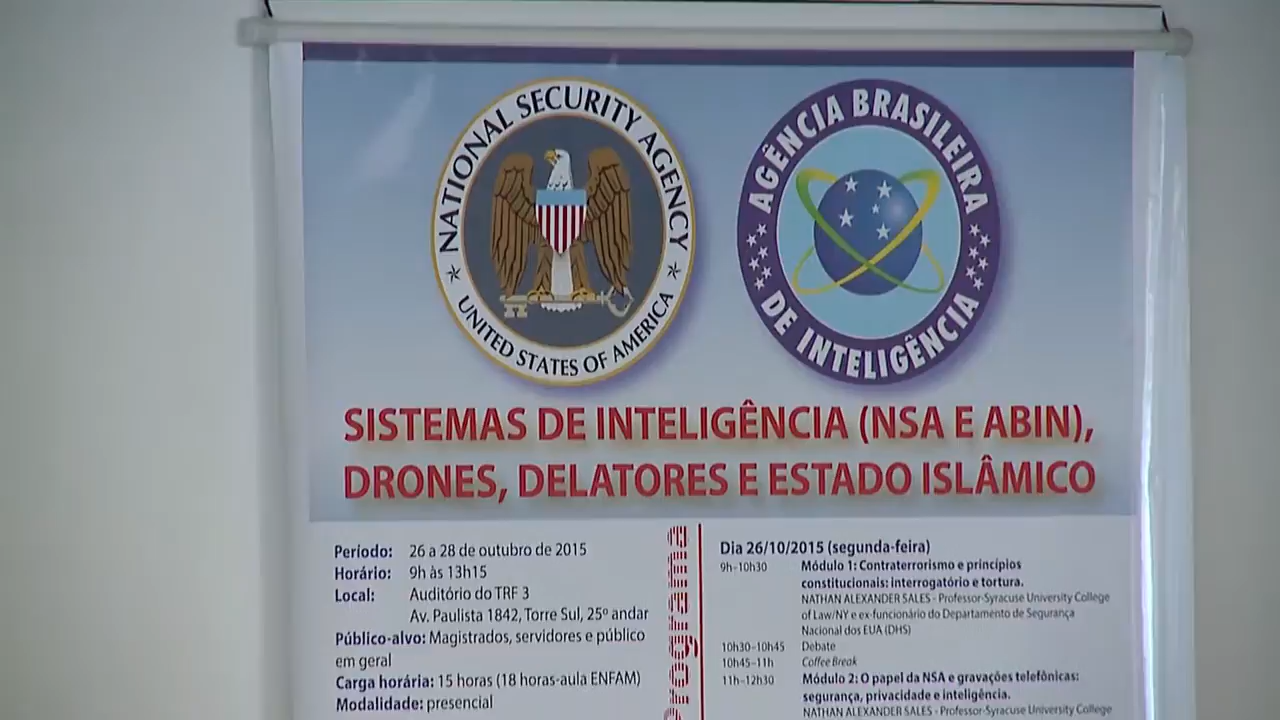 NATIONAL SECURITY AGENCY
UNITED STATES OF AMERICA
AGÊNCIA BRASILEIRA
DE INTELIGÊNCIA
SISTEMAS DE INTELIGÊNCIA (NSA E ABIN),
DRONES, DELATORES E ESTADO ISLÂMICO
Período: 26 a 28 de outubro de 2015
Horário: 9h às 13h15
Local: Auditório do TRF 3
Av. Paulista 1842, Torre Sul, 25º andar
Público-alvo: Magistrados, servidores e público
em geral
Carga horária: 15 horas (18 horas-aula ENFAM)
Modalidade: presencial
programa
Dia 26/10/2015 (segunda-feira)
9h-10h30 Módulo 1: Contraterrorismo e princípios
constitucionais: interrogatório e tortura.
NATHAN ALEXANDER SALES - Professor-Syracuse University College
of Law/NY e ex-funcionário do Departamento de Segurança
Nacional dos EUA (DHS)
10h30-10h45 Debate
10h45-11h Coffee Break
11h-12h30 Módulo 2: O papel da NSA e gravações telefônicas:
segurança, privacidade e inteligência.
NATHAN ALEXANDER SALES - Professor-Syracuse University College